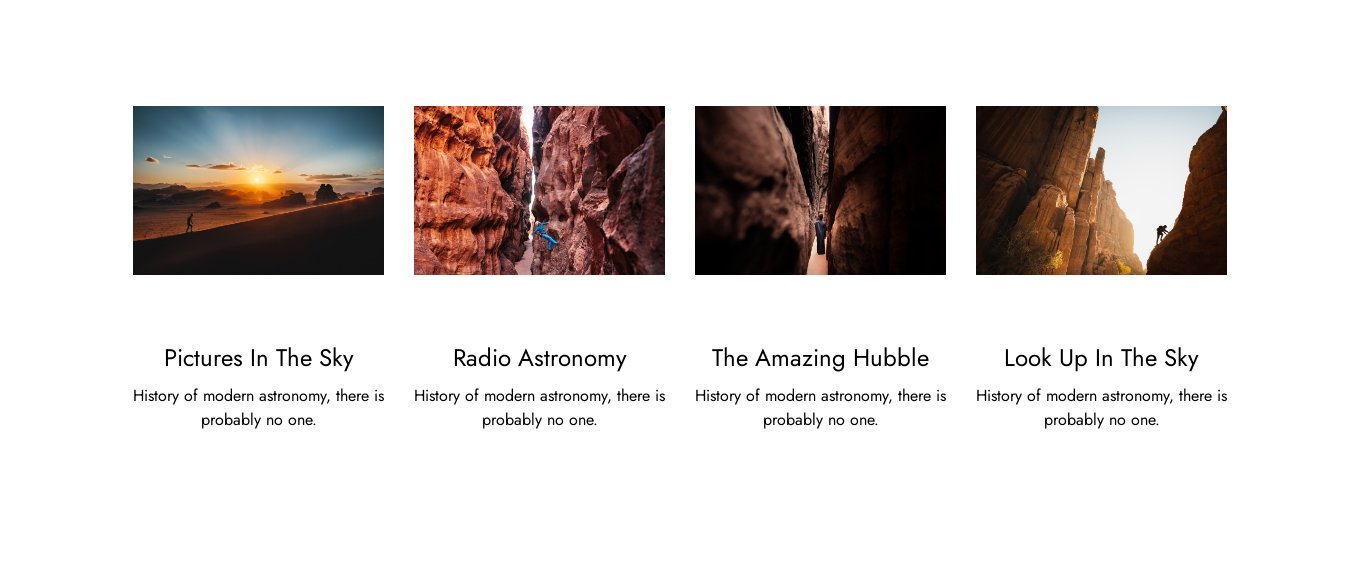 Pictures In The Sky
History of modern astronomy, there is
probably no one.
Radio Astronomy
History of modern astronomy, there is
probably no one.
The Amazing Hubble
History of modern astronomy, there is
probably no one.
Look Up In The Sky
History of modern astronomy, there is
probably no one.